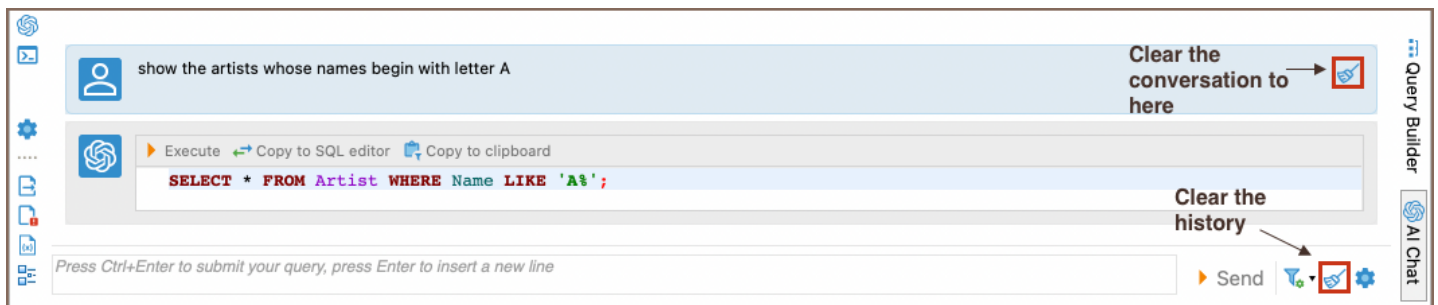 show the artists whose names begin with letter A
Clear the
conversation to
here
Execute Copy to SQL editor Copy to clipboard
SELECT * FROM Artist WHERE Name LIKE 'A%';
Clear the
history
Press Ctrl+Enter to submit your query, press Enter to insert a new line
Send
Query Builder
AI Chat